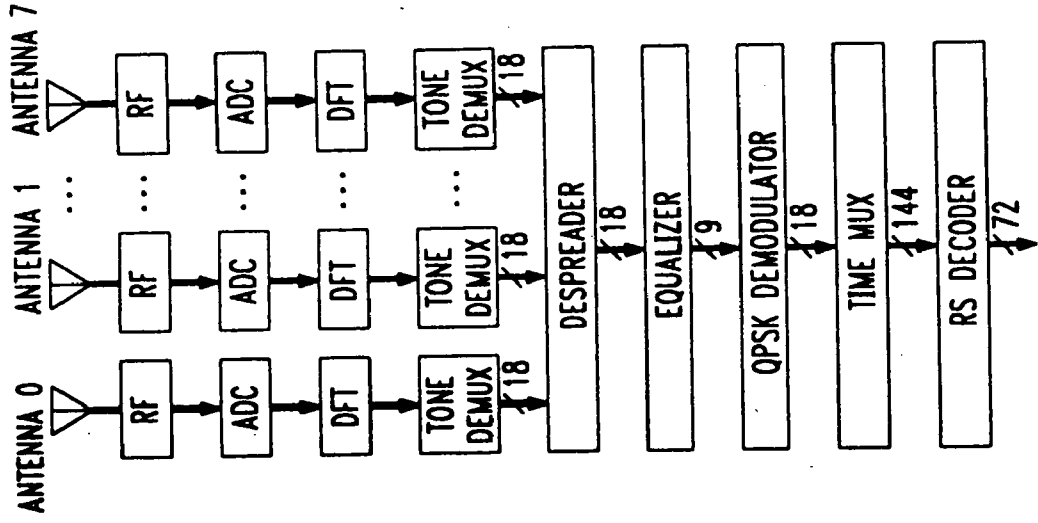 ANTENNA 0
ANTENNA 1
...
ANTENNA 7
RF
RF
...
RF
ADC
ADC
...
ADC
DFT
DFT
...
DFT
TONE
DEMUX
TONE
DEMUX
...
TONE
DEMUX
18
18
18
DESPREADER
18
EQUALIZER
9
QPSK DEMODULATOR
18
TIME MUX
144
RS DECODER
72